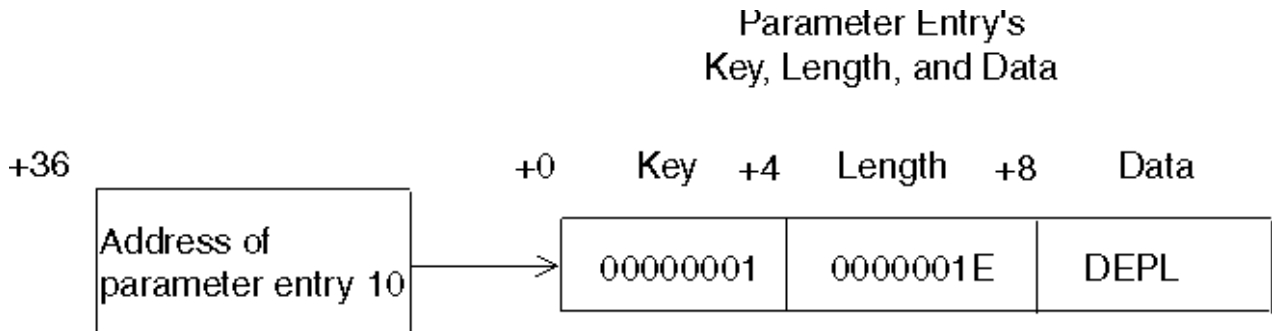 Parameter Entry's
Key, Length, and Data
+36 +0 Key +4 Length +8 Data
Address of
parameter entry 10
00000001 0000001E DEPL